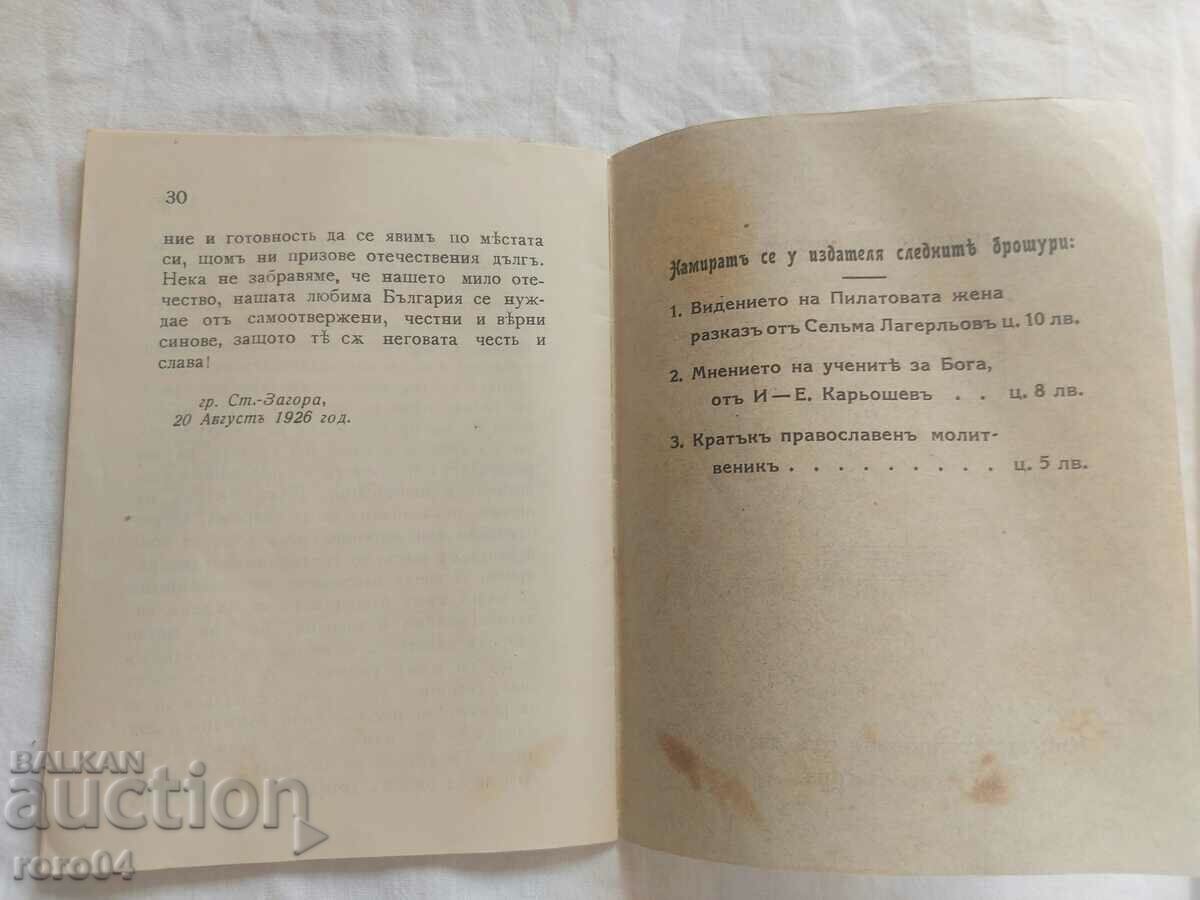 30
ние и готовность да се явимъ по мѣстата
си, щомъ ни призове отечествения дългъ.
Нека не забравяме, че нашето мило оте-
чество, нашата любима България се нуж-
дае отъ самоотвержени, честни и вѣрни
синове, защото тѣ сѫ неговата честь и
слава!
гр. Ст.-Загора,
20 Августъ 1926 год.
Намиратъ се у издателя следнитѣ брошури:
1. Видението на Пилатовата жена
разказъ отъ Сельма Лагерльовъ ц. 10 лв.
2. Мнението на ученитѣ за Бога,
отъ И — Е. Карьошев . . ц. 8 лв.
3. Кратъкъ православенъ молит-
веникъ . . . . . . . . . ц. 5 лв.
BALKAN
auction
roro04